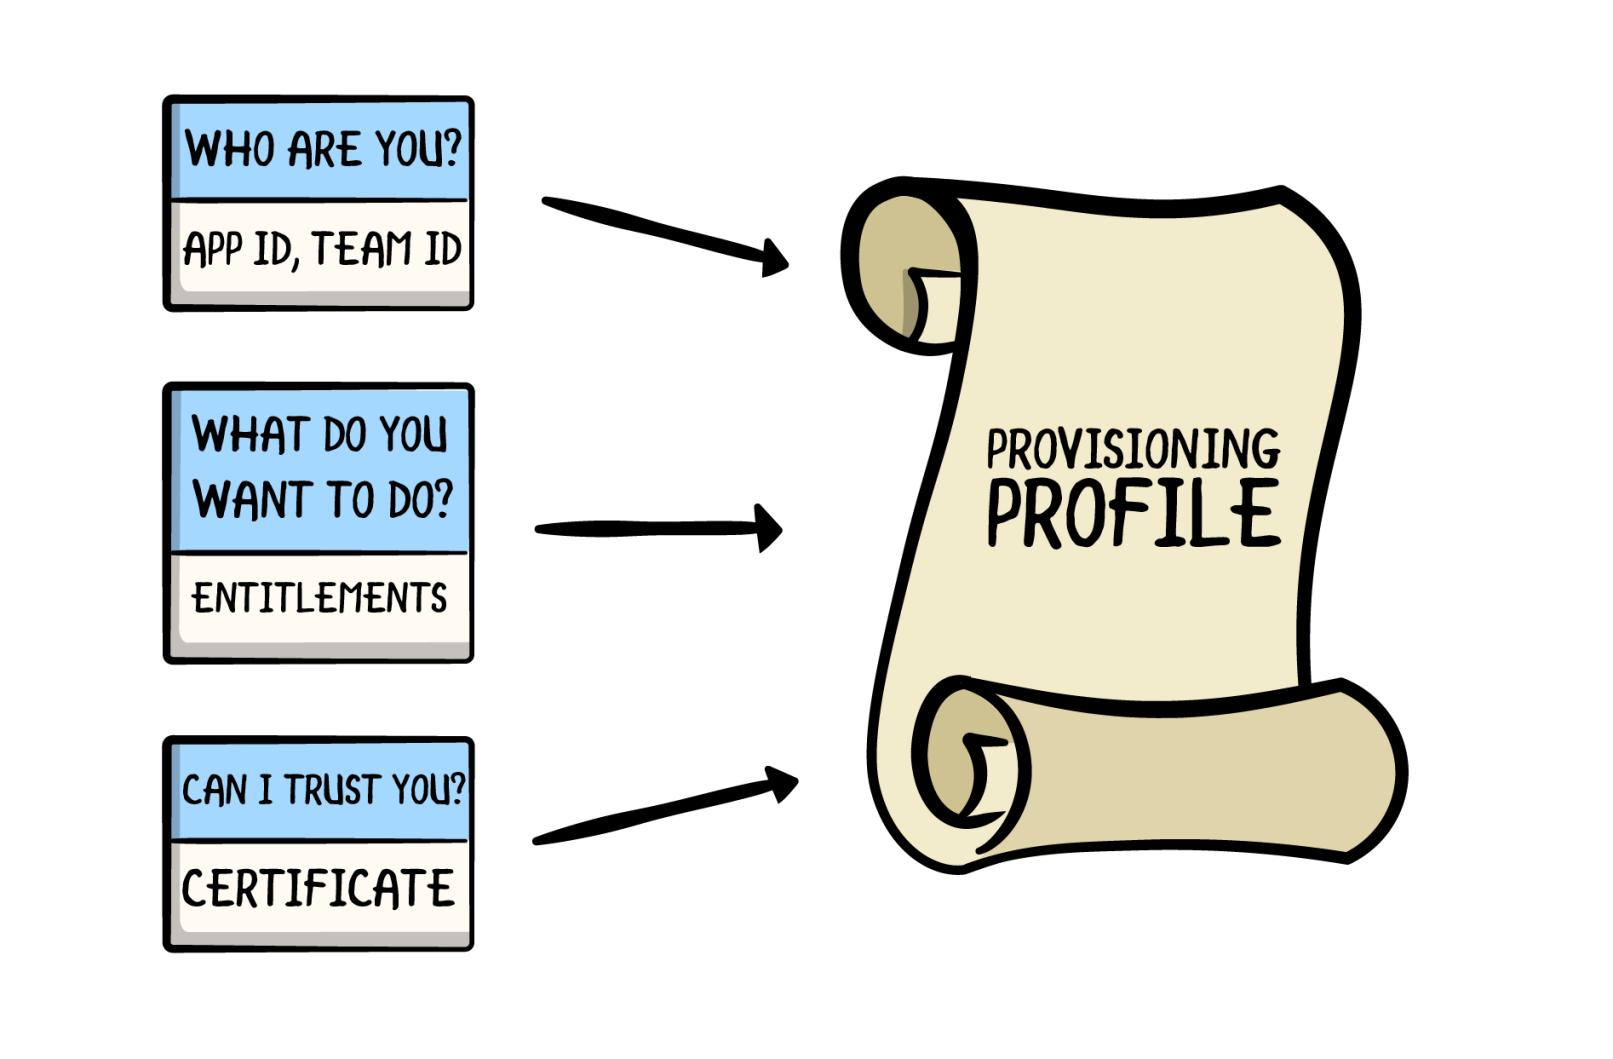 WHO ARE YOU?
APP ID, TEAM ID
WHAT DO YOU
WANT TO DO?
ENTITLEMENTS
CAN I TRUST YOU?
CERTIFICATE
PROVISIONING
PROFILE